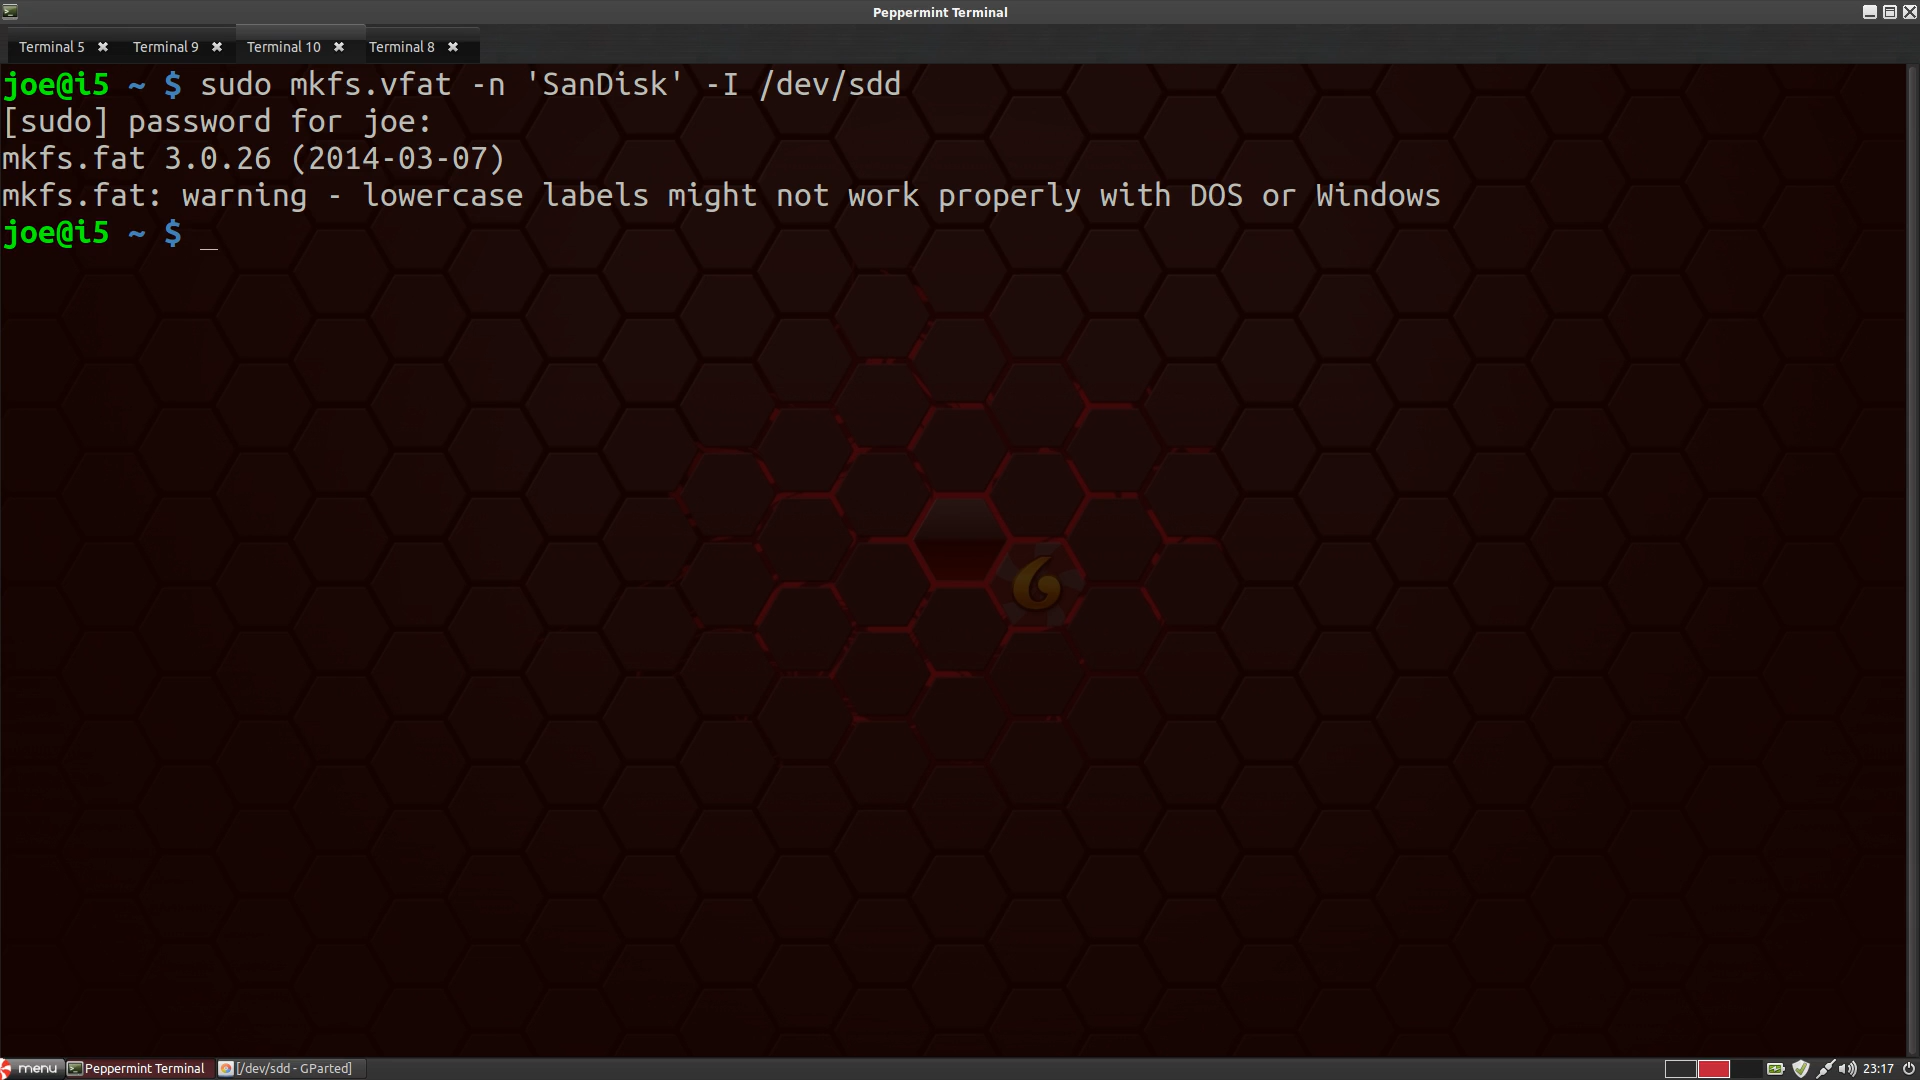 Peppermint Terminal
Terminal 5 Terminal 9 Terminal 10 Terminal 8
joe@i5 ~ $ sudo mkfs.vfat -n 'SanDisk' -I /dev/sdd
[sudo] password for joe:
mkfs.fat 3.0.26 (2014-03-07)
mkfs.fat: warning - lowercase labels might not work properly with DOS or Windows
joe@i5 ~ $ _
menu Peppermint Terminal [/dev/sdd - GParted] 23:17